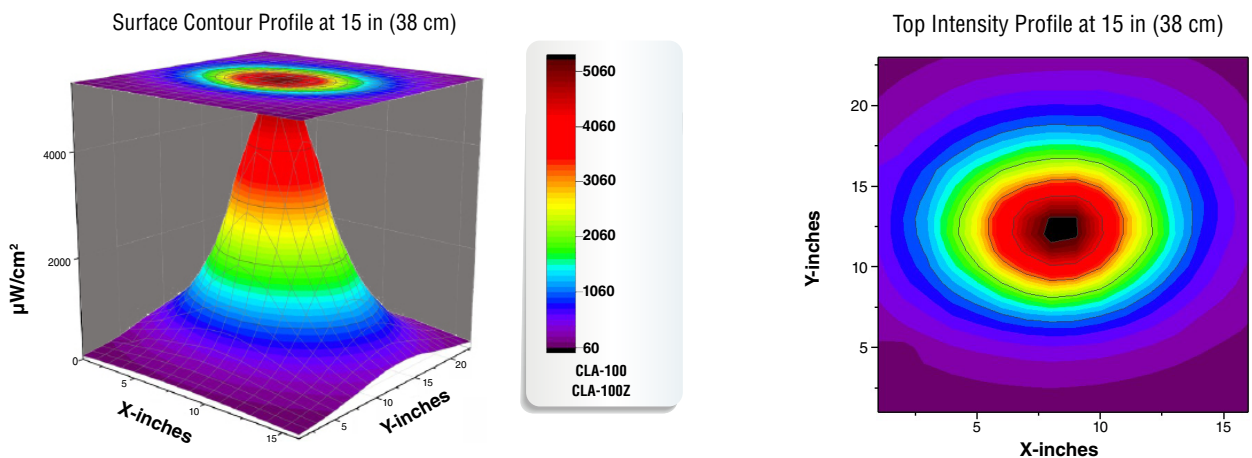 Surface Contour Profile at 15 in (38 cm)
4000
2000
0
µW/cm²
5
10
15
X-inches
5
10
15
20
Y-inches
5060
4060
3060
2060
1060
60
CLA-100
CLA-100Z
Top Intensity Profile at 15 in (38 cm)
20
15
10
5
Y-inches
5
10
15
X-inches